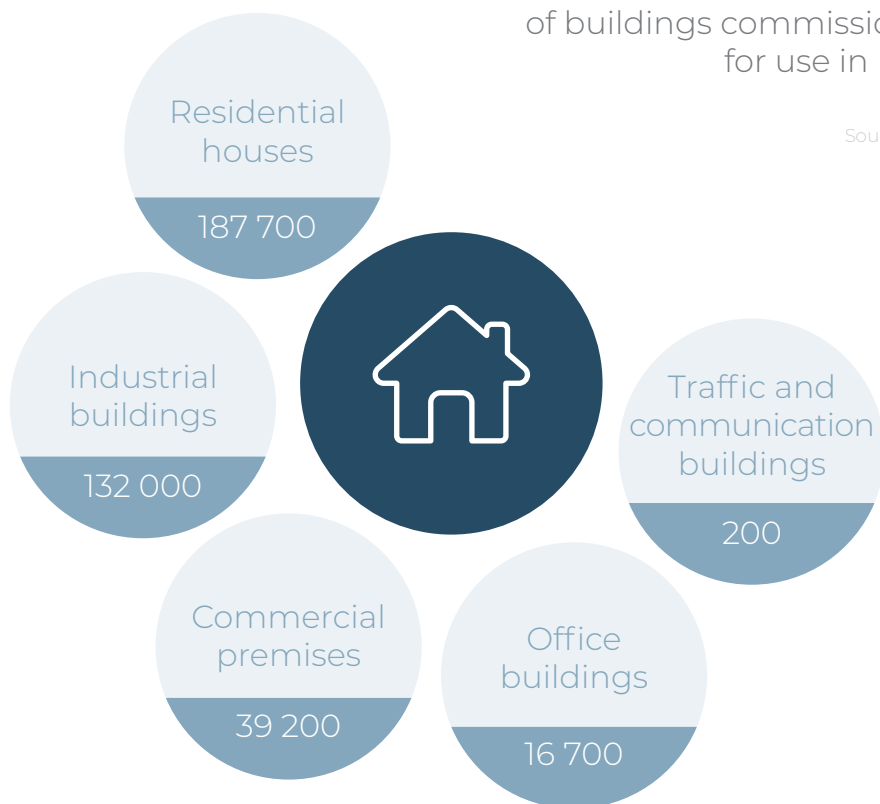 of buildings
for use in
Residential
houses
187 700
Industrial
buildings
132 000
Traffic and
communication
buildings
200
Commercial
premises
39 200
Office
buildings
16 700